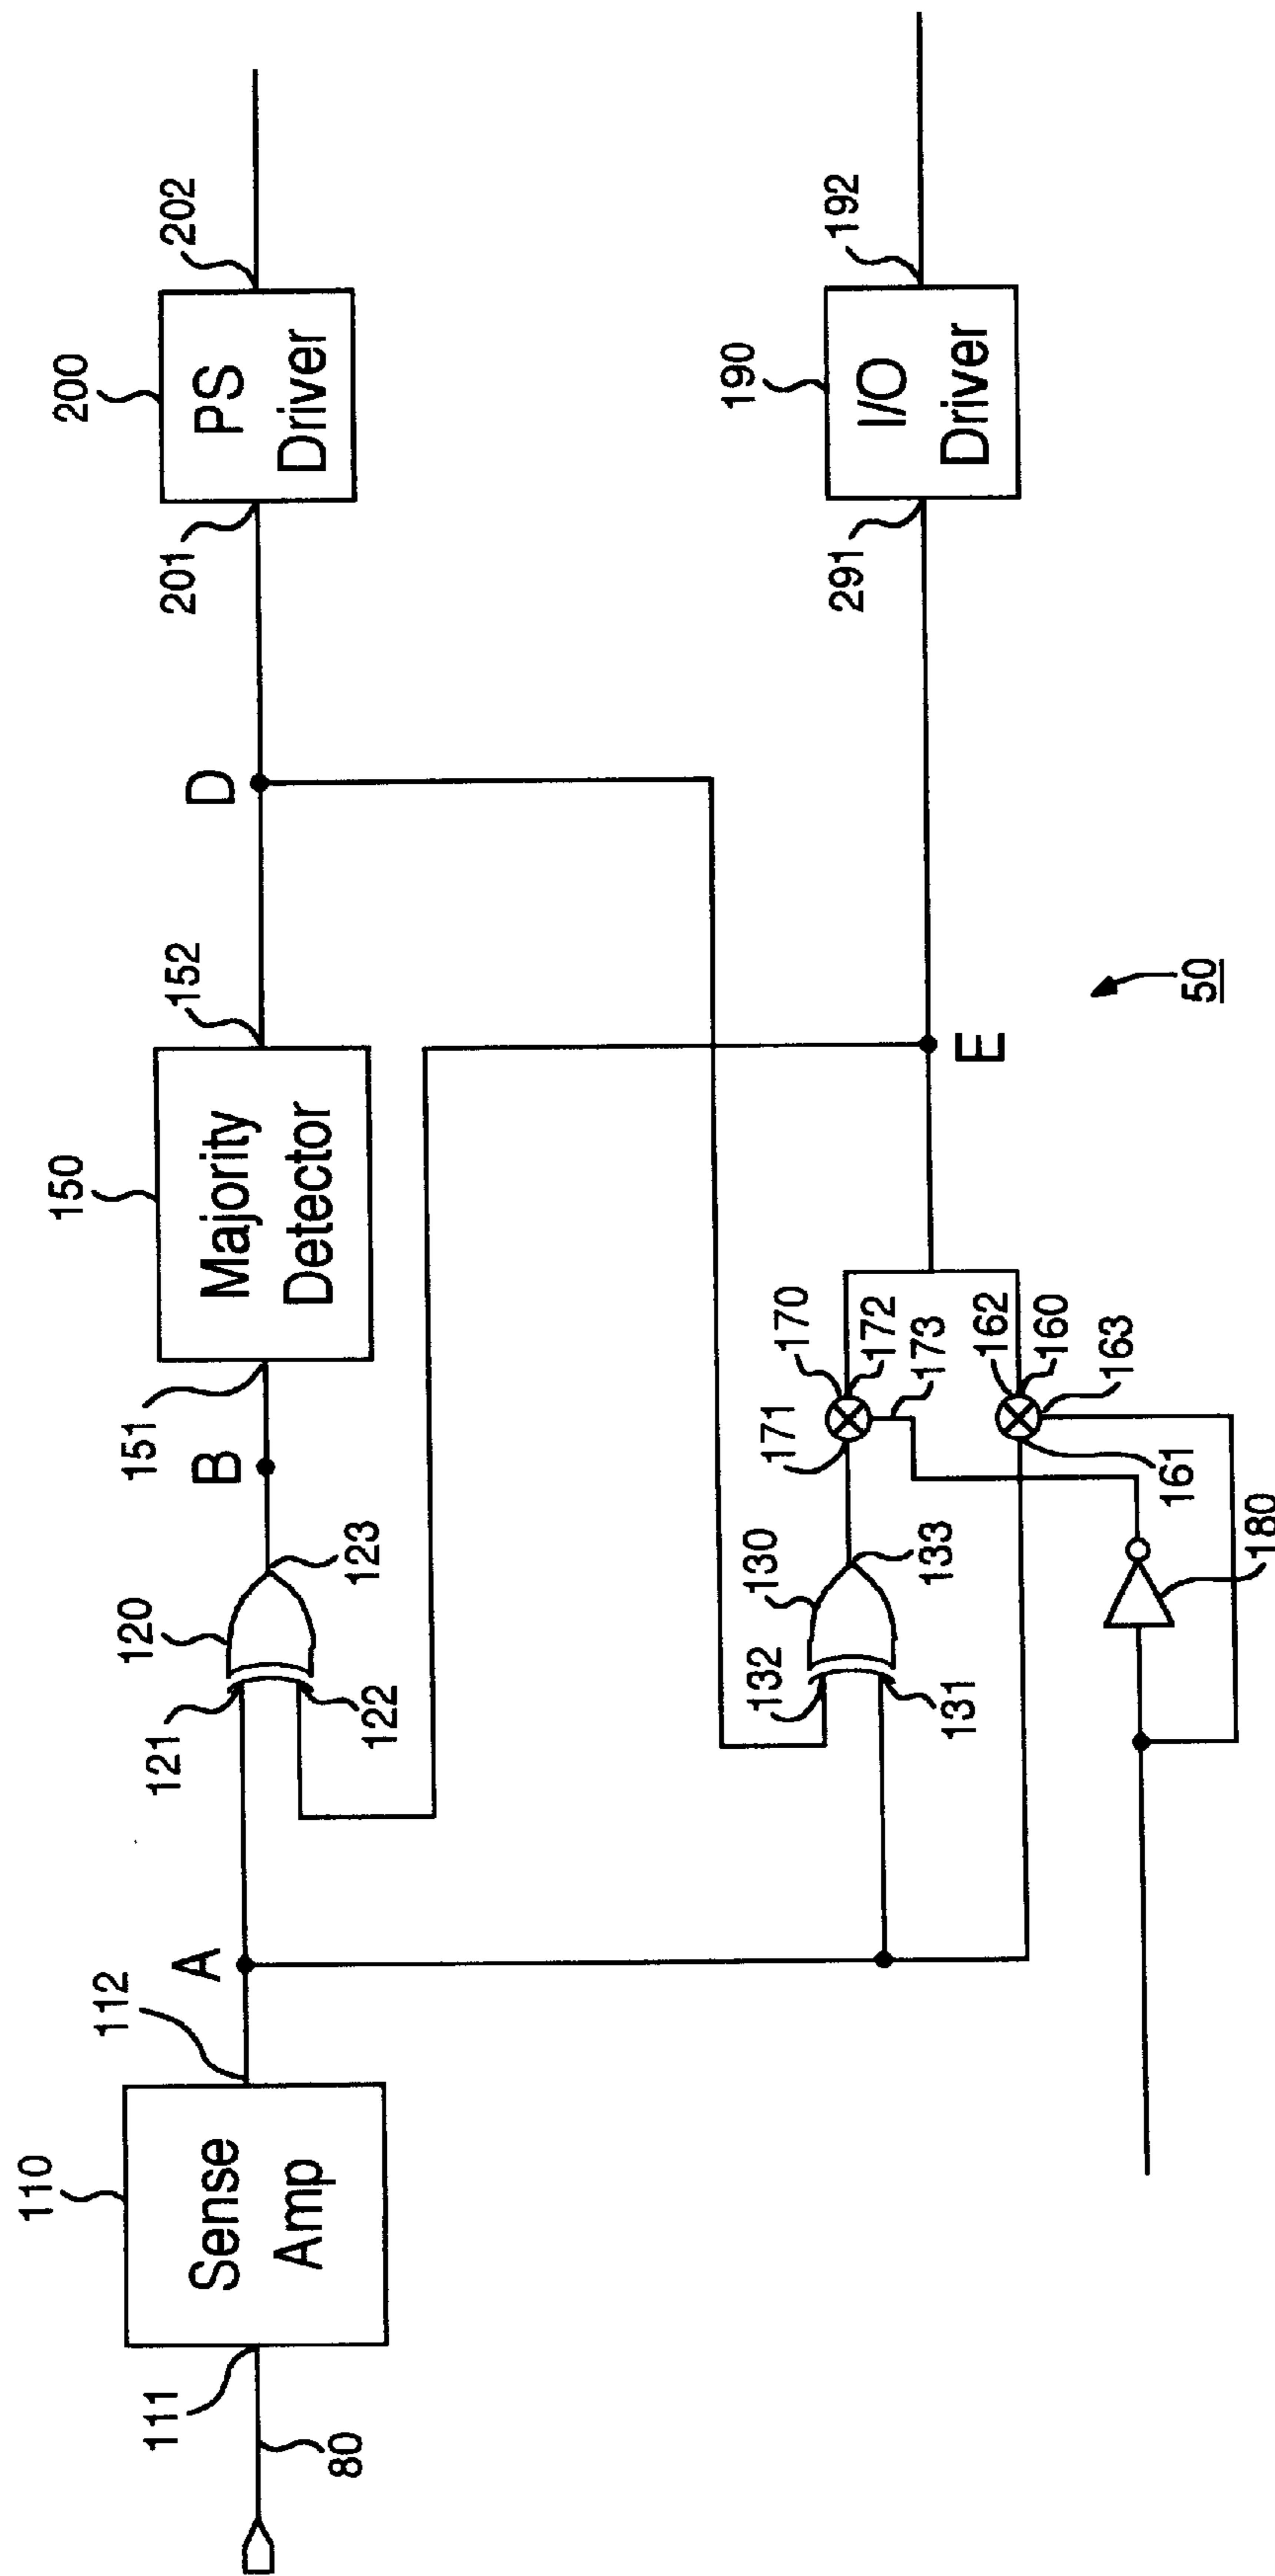 200
PS
Driver
201
202
D
150
Majority
Detector
151
152
B
120
121
122
123
A
110
Sense
Amp
111
112
80
190
I/O
Driver
291
192
E
50
130
132
131
133
170
171
172
173
162
160
163
161
180